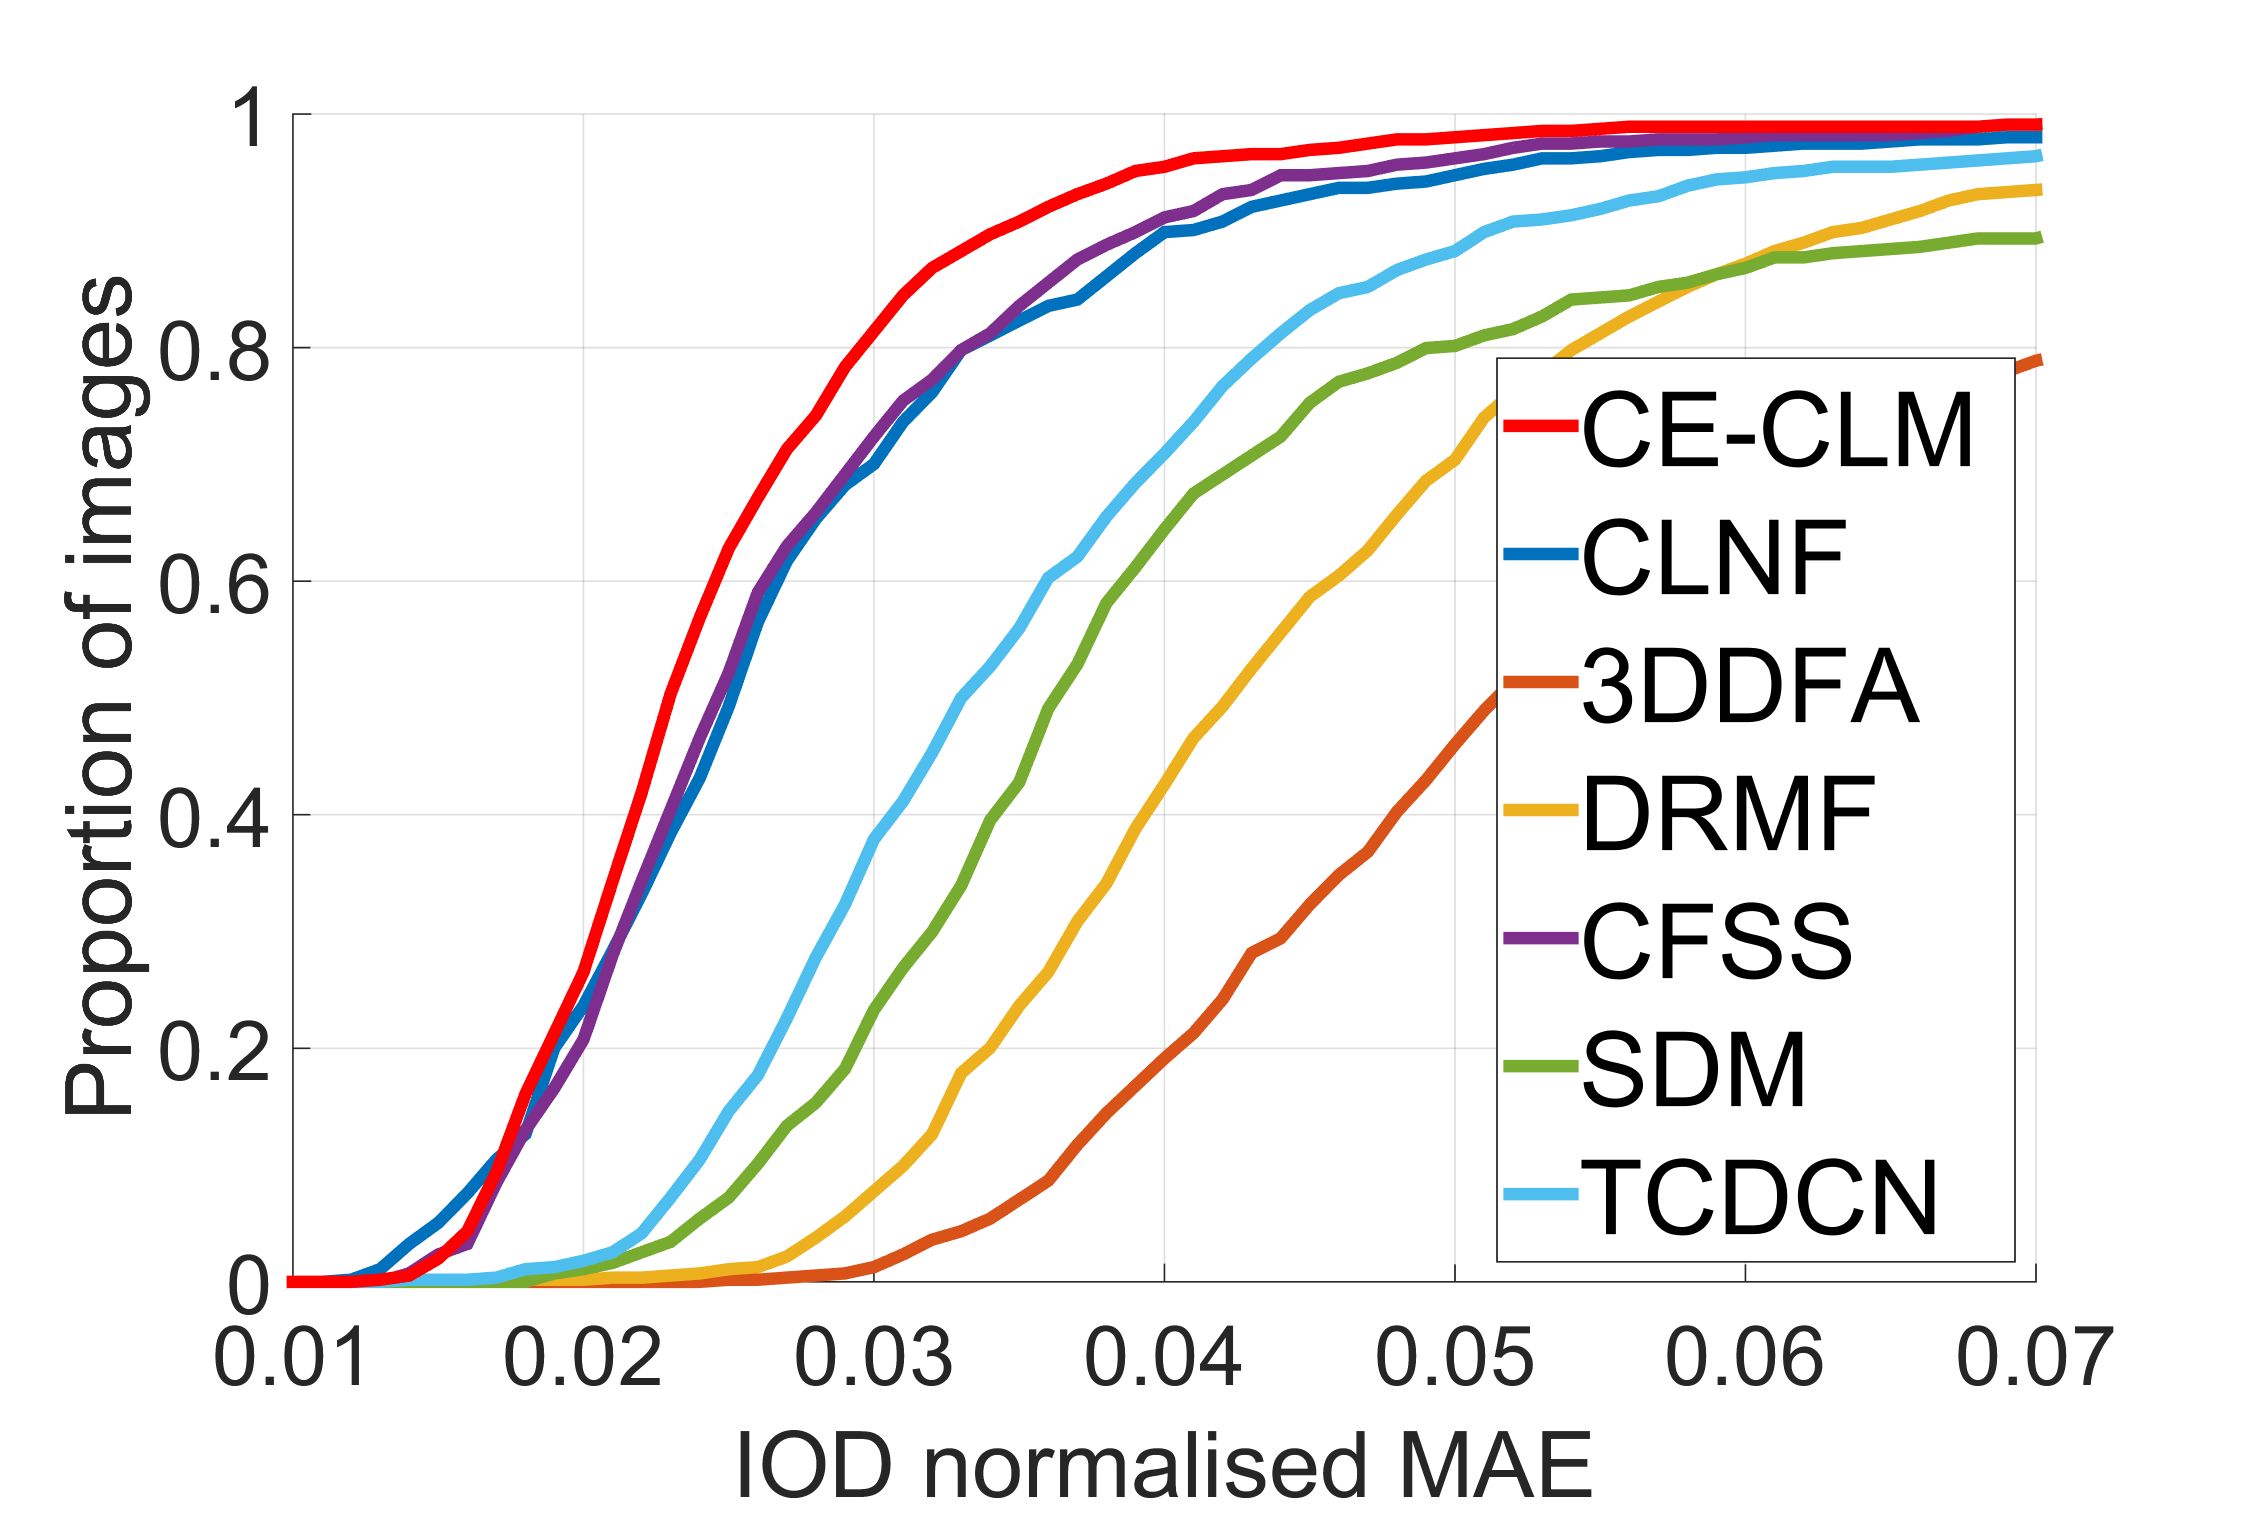 Proportion of images
1
0.8
0.6
0.4
0.2
0
0.01 0.02 0.03 0.04 0.05 0.06 0.07
IOD normalised MAE
CE-CLM
CLNF
3DDFA
DRMF
CFSS
SDM
TCDCN